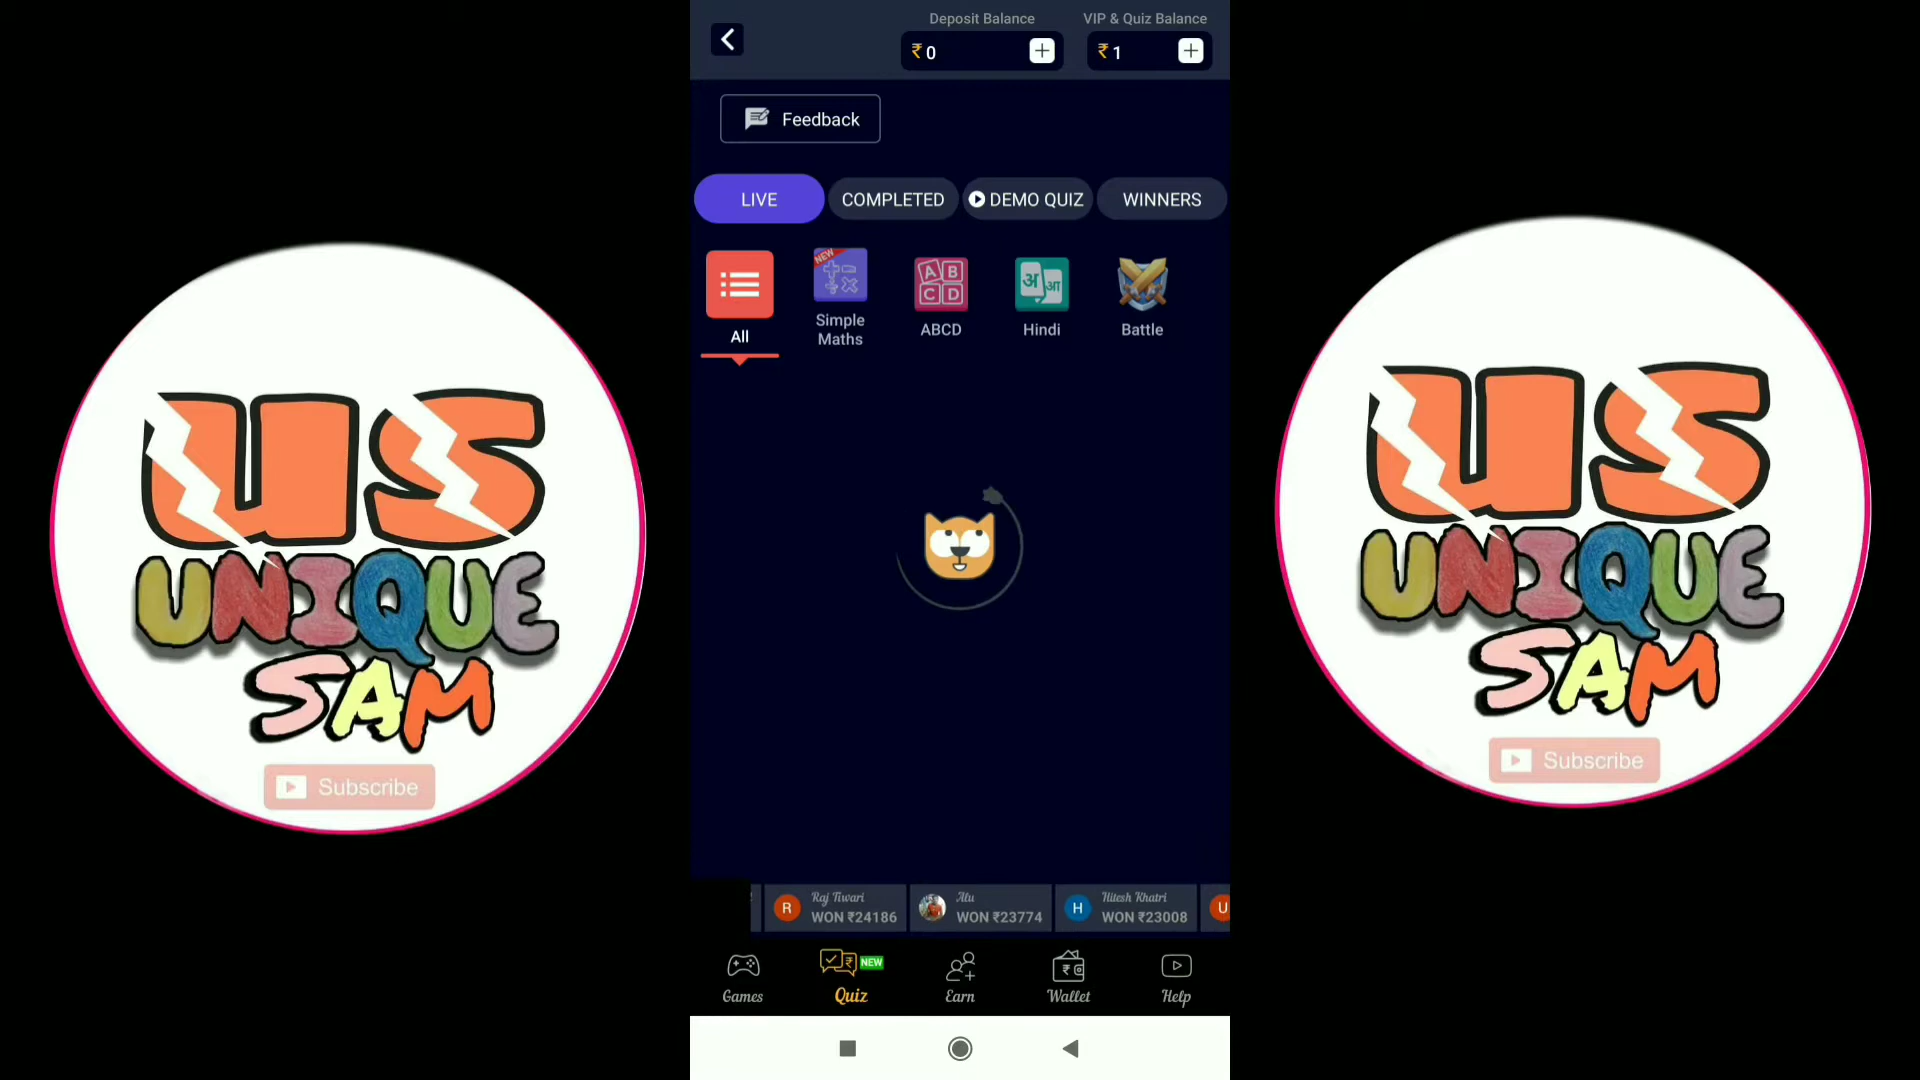 Deposit Balance
VIP & Quiz Balance
₹ 0
₹ 1
Feedback
LIVE
COMPLETED
DEMO QUIZ
WINNERS
All
NEW
Simple
Maths
A B
C D
ABCD
अ आ
Hindi
Battle
US
UNIQUE
SAM
Subscribe
US
UNIQUE
SAM
Subscribe
R
Raj Tiwari
WON ₹24186
WON ₹23774
H
Hitesh Khatri
WON ₹23008
U
NEW
Games
Quiz
Earn
Wallet
Help